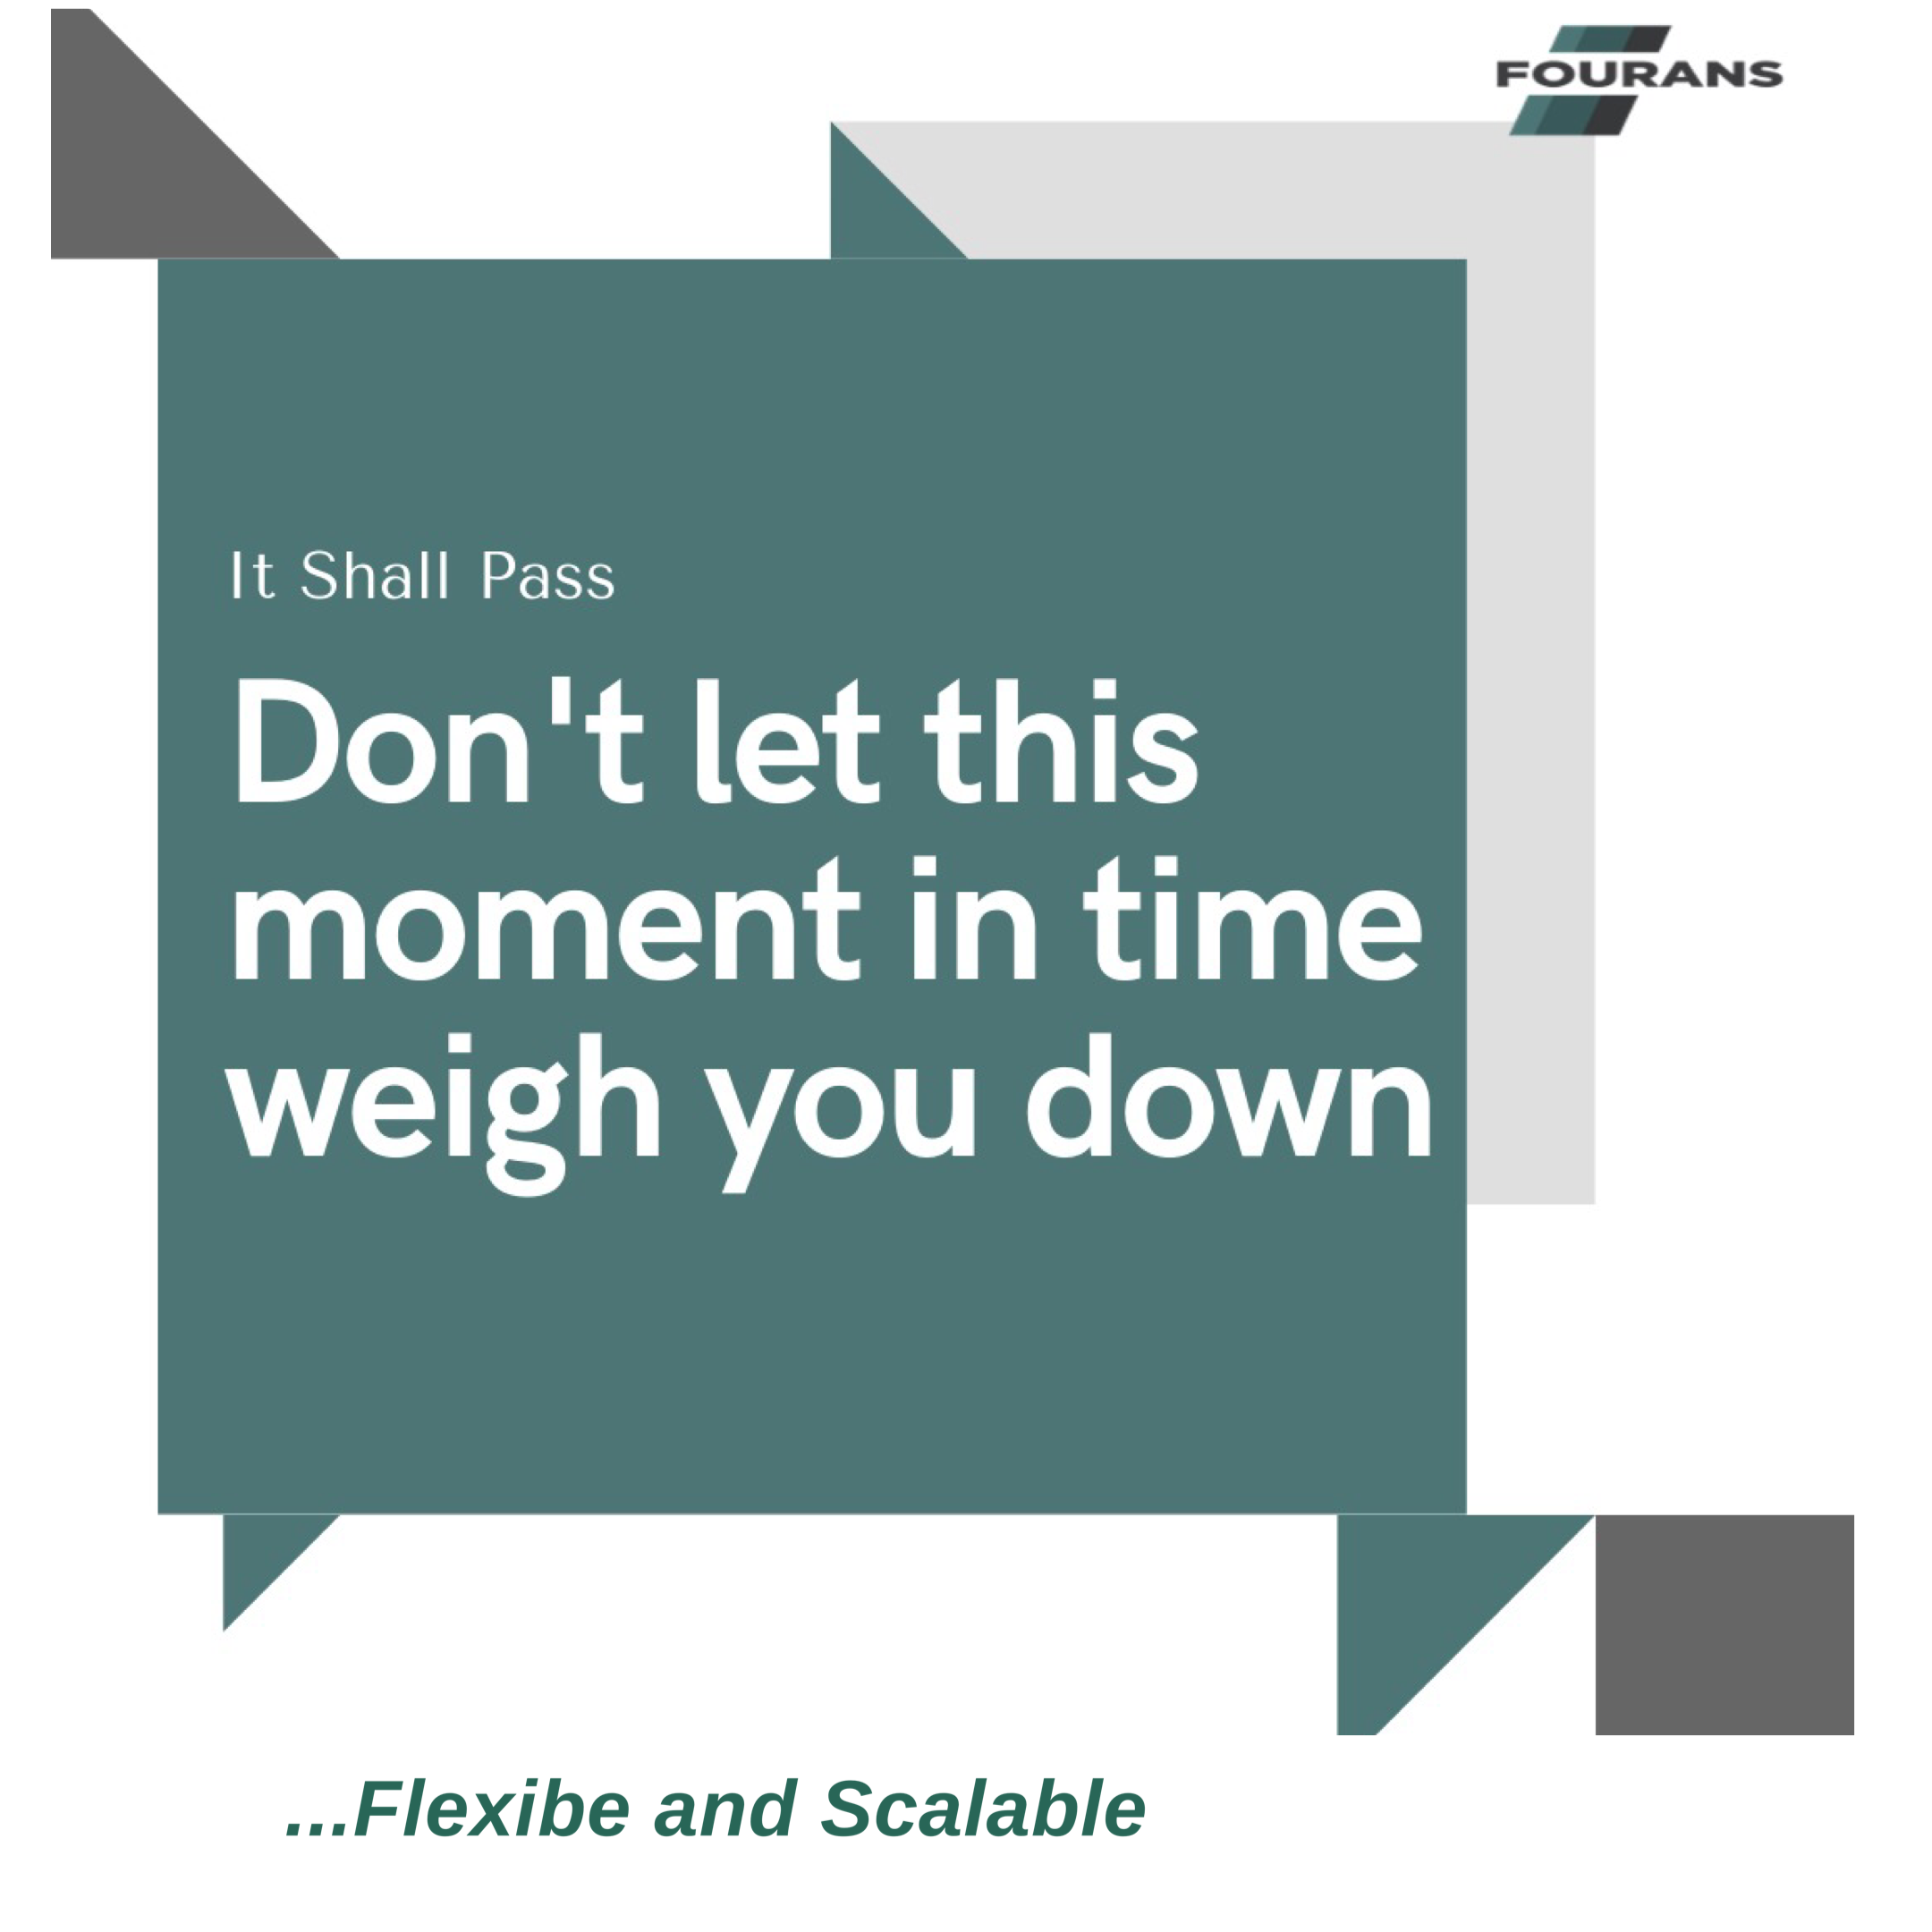 FOURANS
It Shall Pass
Don't let this
moment in time
weigh you down
...Flexibe and Scalable